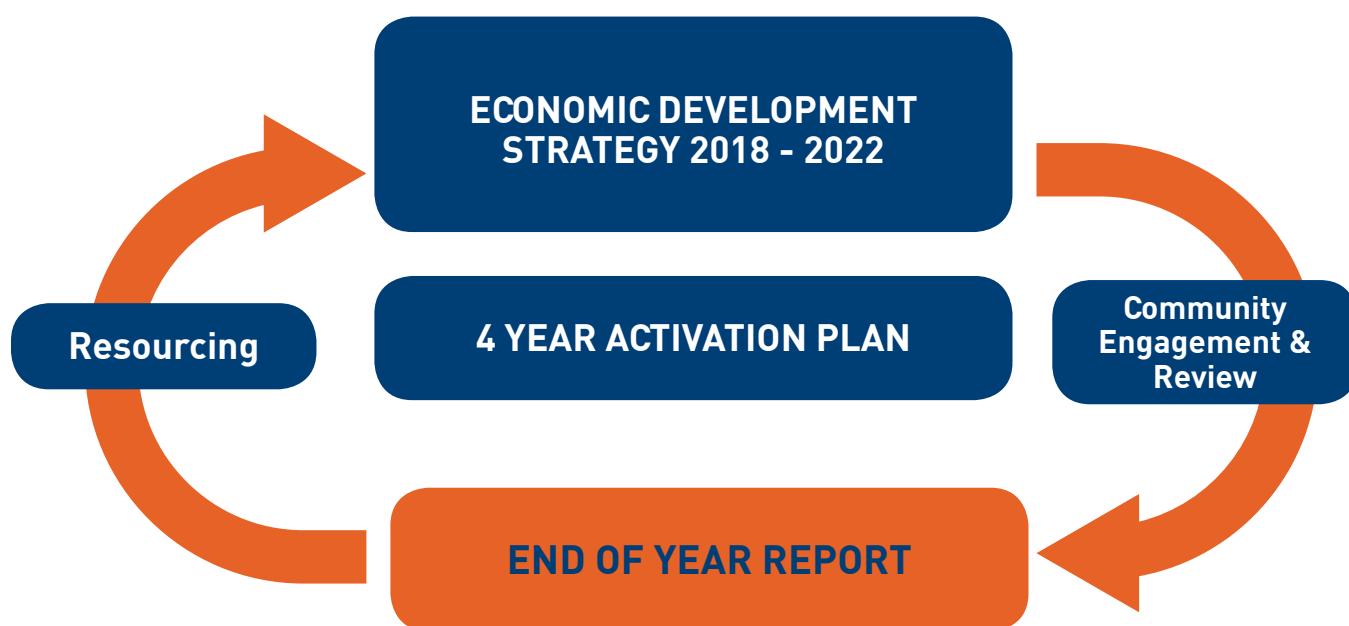 ECONOMIC DEVELOPMENT
STRATEGY 2018 - 2022
Resourcing
4 YEAR ACTIVATION PLAN
Community
Engagement &
Review
END OF YEAR REPORT